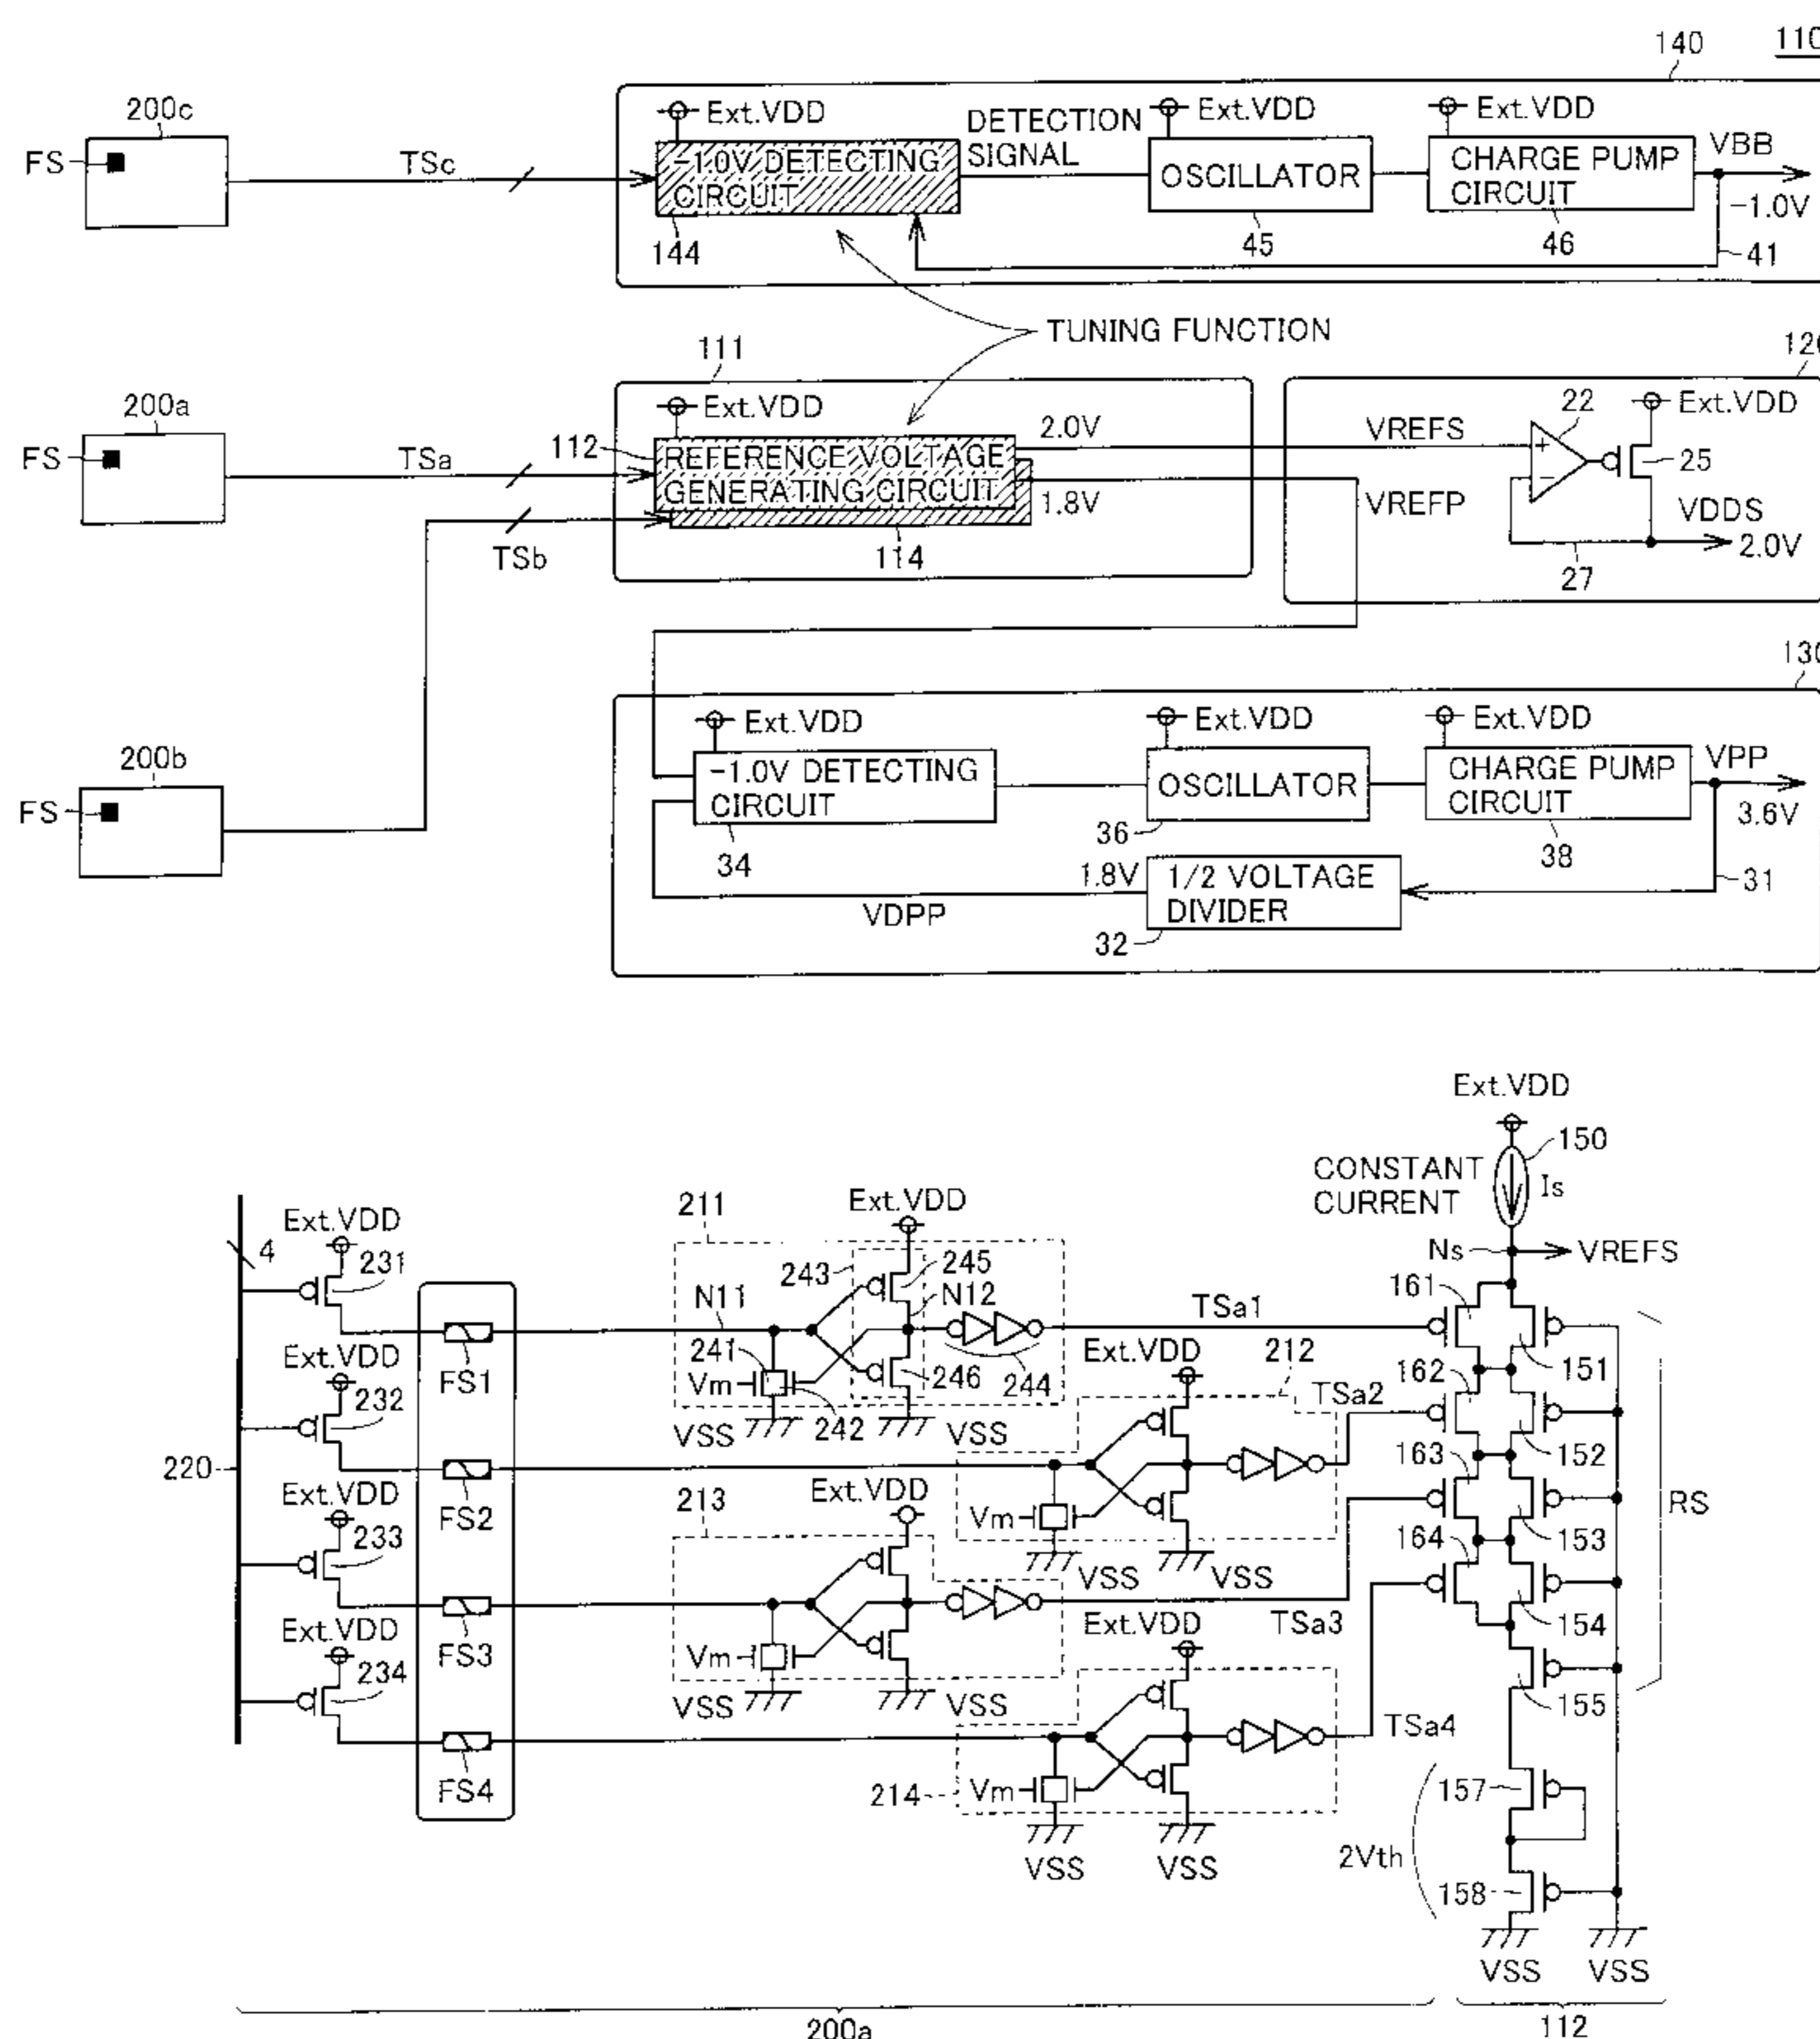 110
140
200c
FS
TSc
Ext.VDD
-1.0V DETECTING
CIRCUIT
144
DETECTION
SIGNAL
Ext.VDD
OSCILLATOR
45
Ext.VDD
CHARGE PUMP
CIRCUIT
46
VBB
-1.0V
41
TUNING FUNCTION
111
200a
FS
TSa
Ext.VDD
112
REFERENCE VOLTAGE
GENERATING CIRCUIT
2.0V
1.8V
114
TSb
VREFS
VREFP
120
22
+
-
Ext.VDD
25
VDDS
2.0V
27
130
200b
FS
Ext.VDD
-1.0V DETECTING
CIRCUIT
34
Ext.VDD
OSCILLATOR
36
Ext.VDD
CHARGE PUMP
CIRCUIT
38
VPP
3.6V
31
1.8V
1/2 VOLTAGE
DIVIDER
32
VDPP
Ext.VDD
150
CONSTANT
CURRENT
Is
Ns
VREFS
4
Ext.VDD
231
211
Ext.VDD
243
245
N11
N12
TSa1
161
FS1
241
Vm
242
246
244
VSS
VSS
151
Ext.VDD
232
Ext.VDD
212
TSa2
162
152
220
FS2
Vm
VSS
VSS
213
Ext.VDD
163
153
RS
Ext.VDD
233
FS3
Vm
VSS
VSS
TSa3
164
154
Ext.VDD
234
FS4
Ext.VDD
214
Vm
VSS
VSS
TSa4
155
157
2Vth
158
VSS
VSS
200a
112